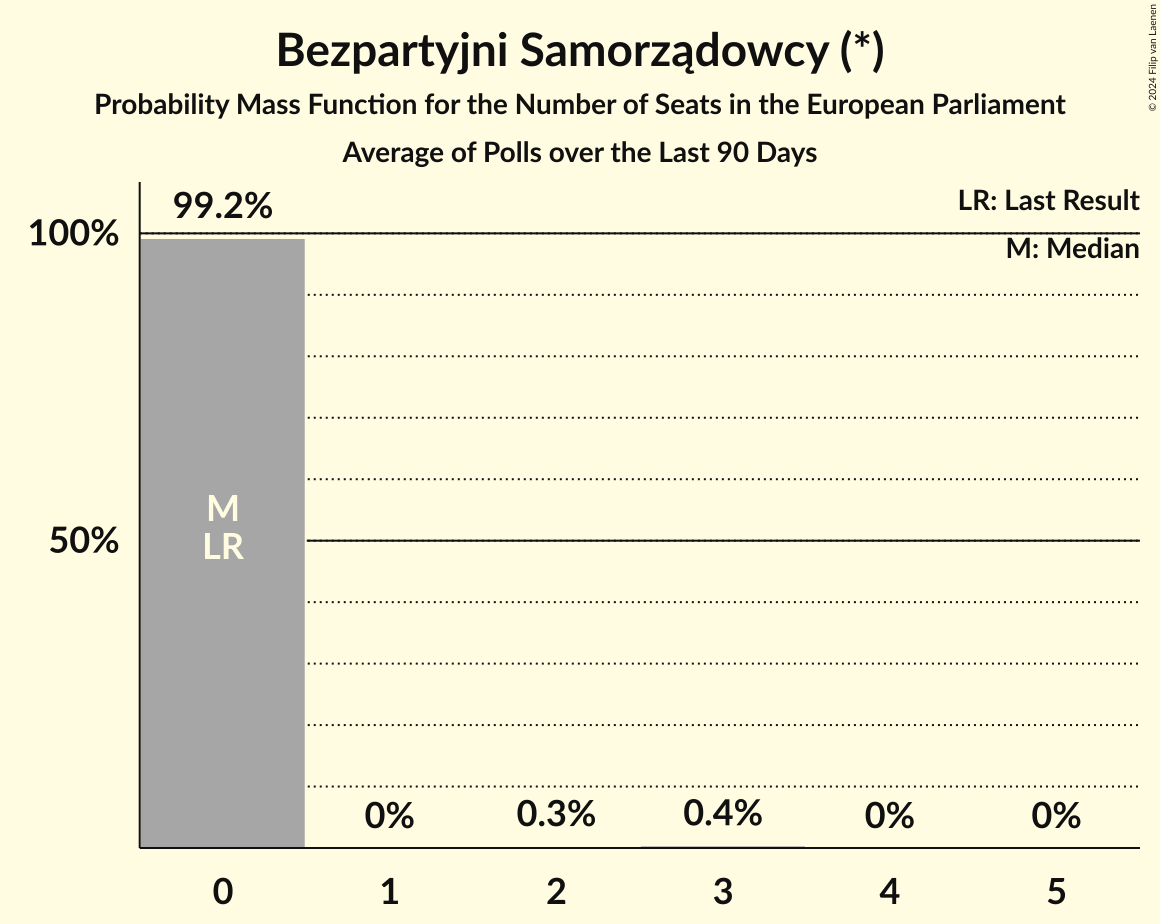 Bezpartyjni Samorządowcy (*)
Probability Mass Function for the Number of Seats in the European Parliament
Average of Polls over the Last 90 Days
© 2024 Filip van Laenen
LR: Last Result
M: Median
99.2%
100%
50%
M
LR
0%
0.3%
0.4%
0%
0%
0 1 2 3 4 5